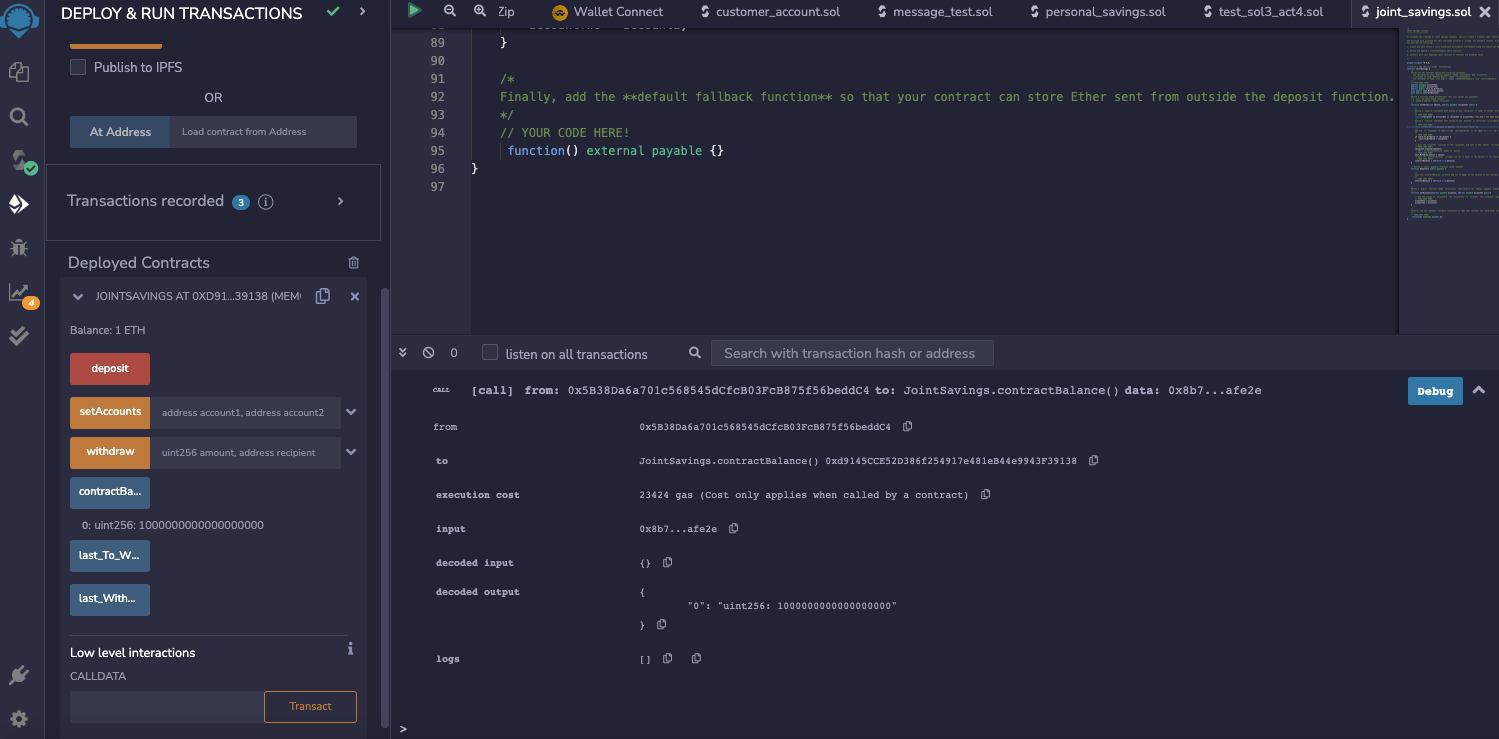 DEPLOY & RUN TRANSACTIONS
Publish to IPFS
OR
At Address
Load contract from Address
Transactions recorded 3
Deployed Contracts
JOINTSAVINGS AT 0XD91...39138 (MEM
Balance: 1 ETH
deposit
setAccounts address account1, address account2
withdraw uint256 amount, address recipient
contractBa...
0: uint256: 1000000000000000000
last_To_W...
last_With...
Low level interactions
CALLDATA
Transact
4
Zip
Wallet Connect
customer_account.sol
message_test.sol
personal_savings.sol
test_sol3_act4.sol
joint_savings.sol
89 }
90
91 /*
92 Finally, add the **default fallback function** so that your contract can store Ether sent from outside the deposit function.
93 */
94 // YOUR CODE HERE!
95 function() external payable {}
96 }
97
0 listen on all transactions
Search with transaction hash or address
CALL [call] from: 0x5B38Da6a701c568545dCfcB03FcB875f56beddC4 to: JointSavings.contractBalance() data: 0x8b7...afe2e
Debug
from 0x5B38Da6a701c568545dCfcB03FcB875f56beddC4
to JointSavings.contractBalance() 0xd9145CCE52D386f254917e481eB44e9943F39138
execution cost 23424 gas (Cost only applies when called by a contract)
input 0x8b7...afe2e
decoded input {}
decoded output {
"0": "uint256: 1000000000000000000"
}
logs []
>